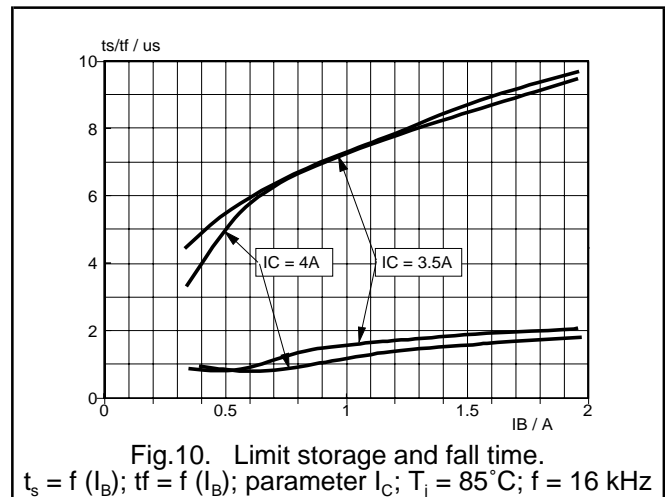 ts/tf / us
10
8
6
4
2
0
IC = 4A
IC = 3.5A
0 0.5 1 1.5 2
IB / A
Fig.10. Limit storage and fall time.
ts = f (IB); tf = f (IB); parameter IC; Tj = 85˚C; f = 16 kHz